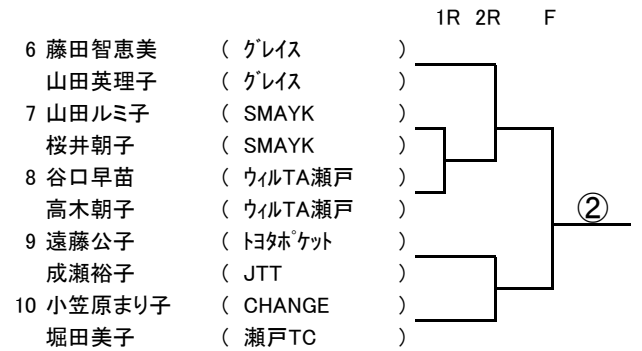 1R 2R F
6 藤田智恵美 ( グレイス )
山田英理子 ( グレイス )
7 山田ルミ子 ( SMAYK )
桜井朝子 ( SMAYK )
8 谷口早苗 ( ウィルTA瀬戸 )
高木朝子 ( ウィルTA瀬戸 )
②
9 遠藤公子 ( トヨタポケット )
成瀬裕子 ( JTT )
10 小笠原まり子 ( CHANGE )
堀田美子 ( 瀬戸TC )